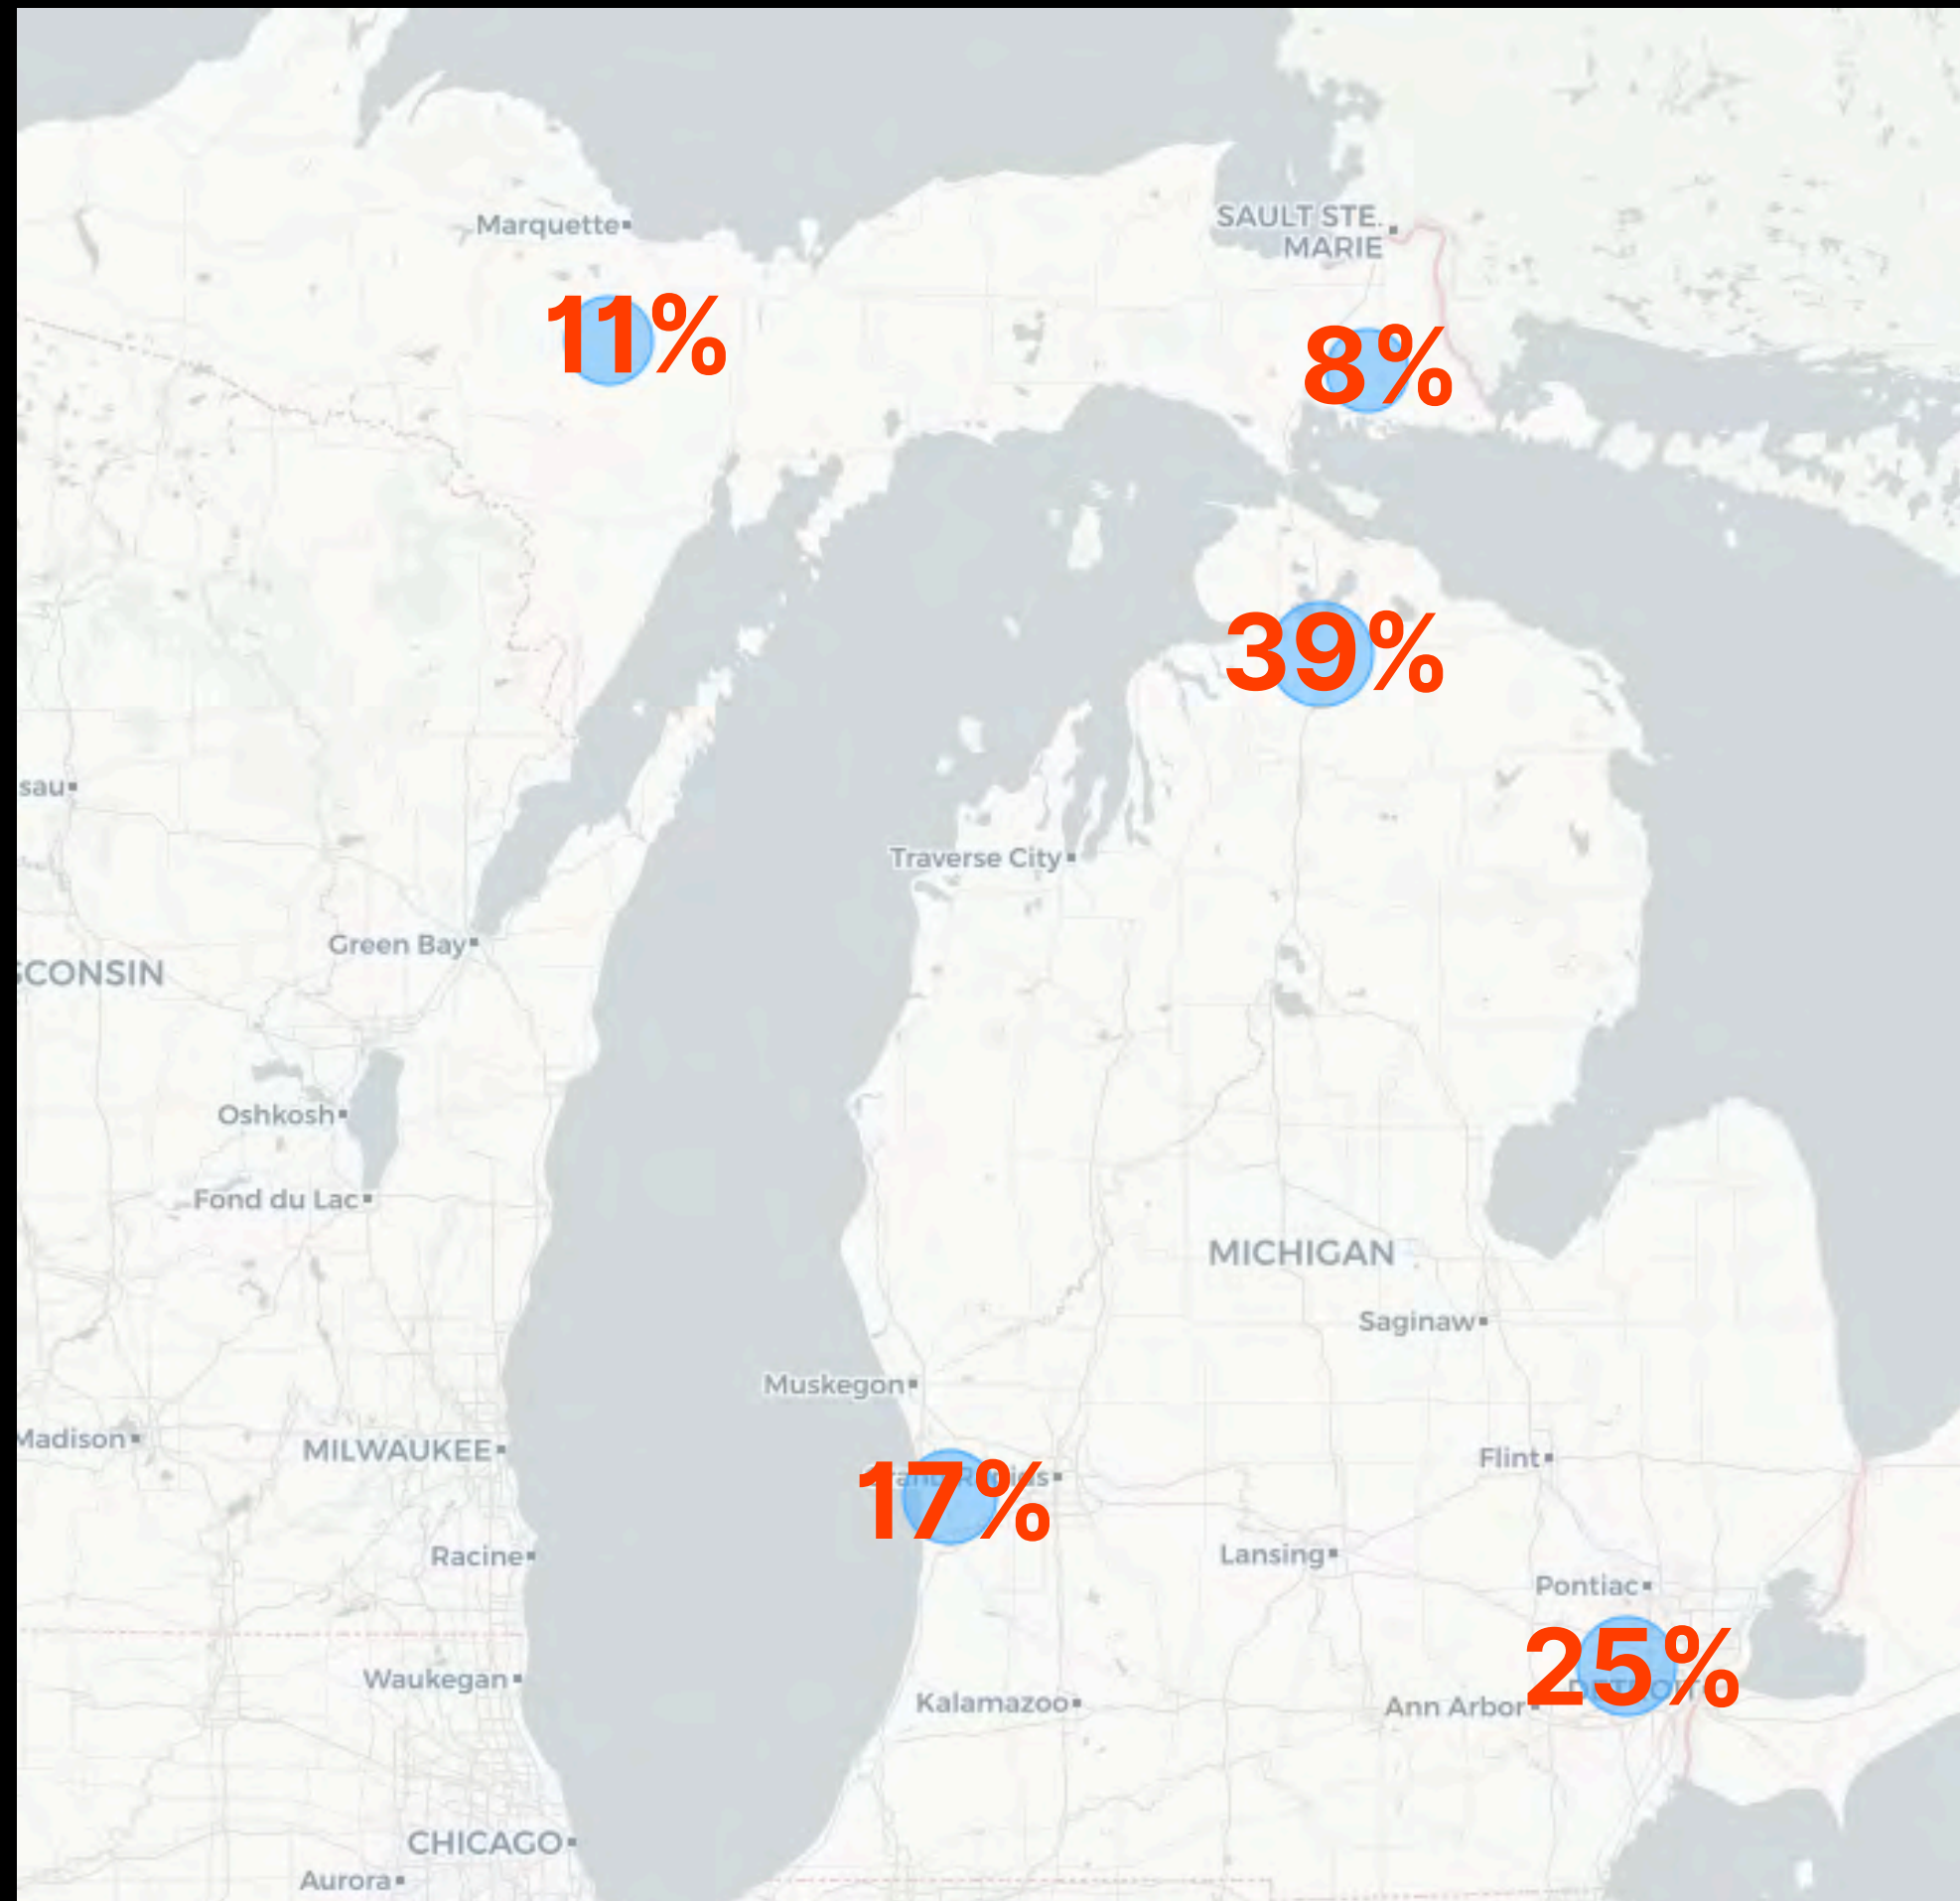 Marquette
SAULT STE.
MARIE
11%
8%
39%
sau
Traverse City
Green Bay
SCONSIN
Oshkosh
Fond du Lac
MICHIGAN
Saginaw
Muskegon
Madison
MILWAUKEE
Flint
17%
Racine
Lansing
Pontiac
25%
DETROIT
Waukegan
Kalamazoo
Ann Arbor
CHICAGO
Aurora